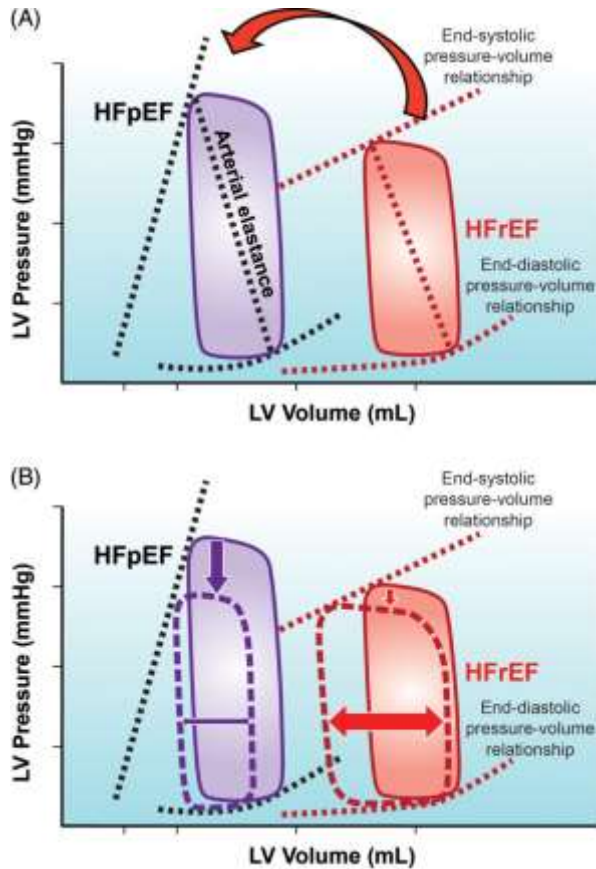 (A)
End-systolic
pressure-volume
relationship
HFpEF
Arterial elastance
HFrEF
End-diastolic
pressure-volume
relationship
LV Pressure (mmHg)
LV Volume (mL)
(B)
End-systolic
pressure-volume
relationship
HFpEF
HFrEF
End-diastolic
pressure-volume
relationship
LV Pressure (mmHg)
LV Volume (mL)